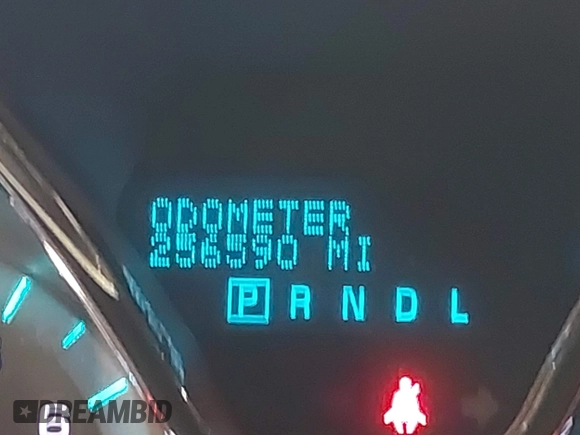 ODOMETER
256590 MI
P R N D L
DREAMBID